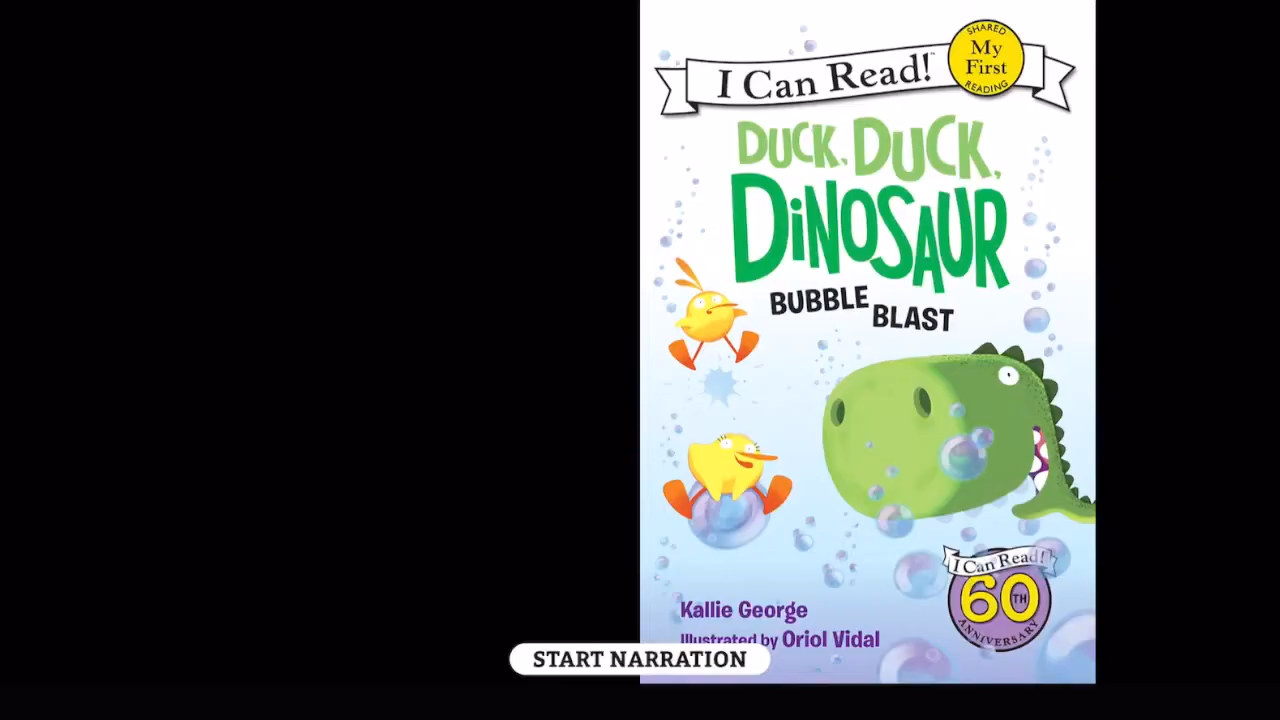 SHARED
My
First
READING
I Can Read!™
DUCK, DUCK,
DiNOSAUR
BUBBLE
BLAST
I Can Read!
60TH
ANNIVERSARY
Kallie George
Illustrated by Oriol Vidal
START NARRATION